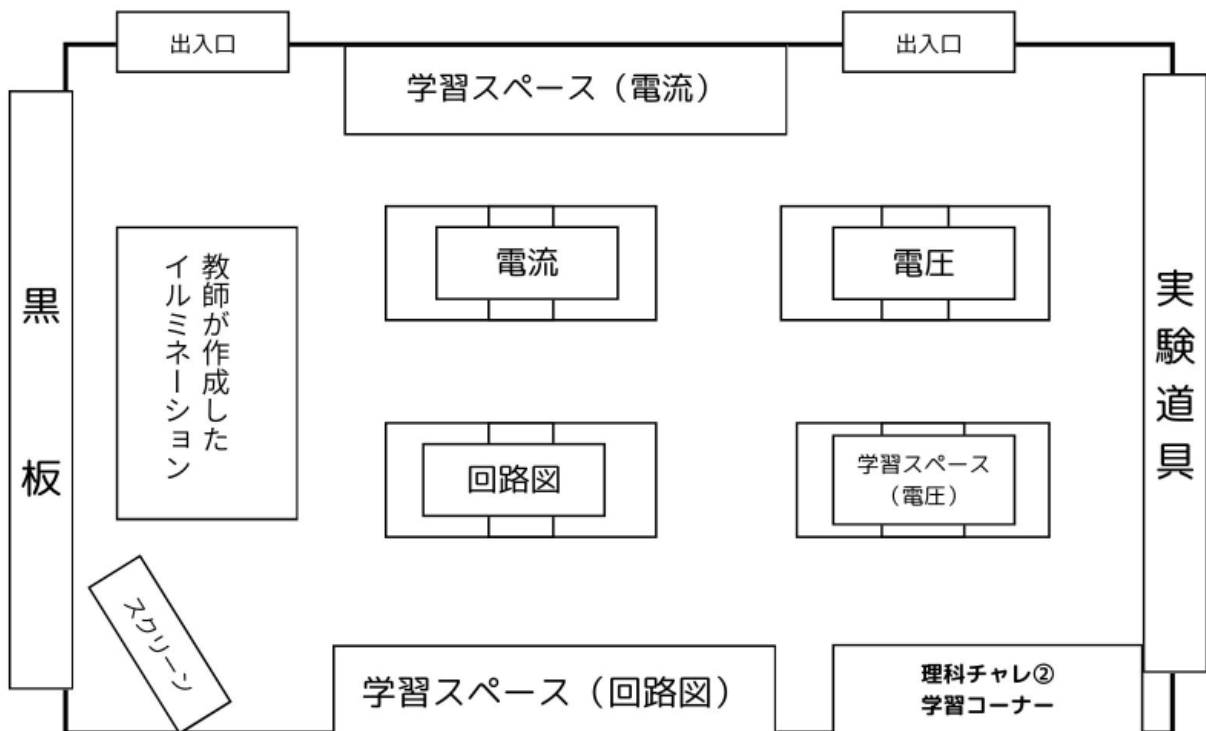 出入口
出入口
学習スペース（電流）
黒板
教師が作成した
イルミネーション
電流
電圧
実験道具
回路図
学習スペース
（電圧）
スクリーン
学習スペース（回路図）
理科チャレ②
学習コーナー